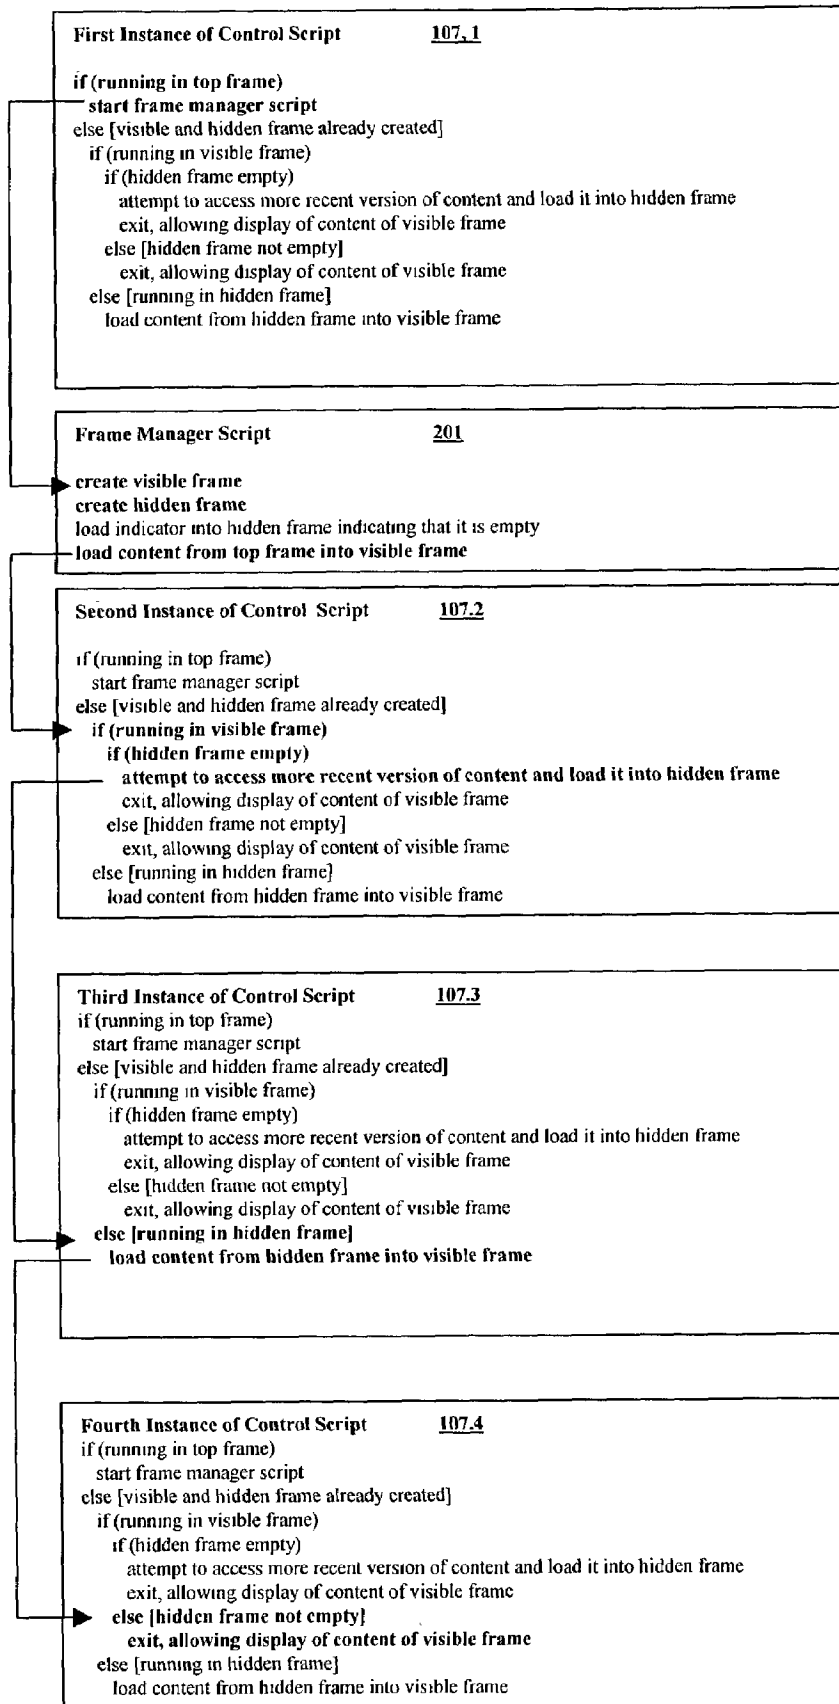 First Instance of Control Script 107, 1
if (running in top frame)
start frame manager script
else [visible and hidden frame already created]
if (running in visible frame)
if (hidden frame empty)
attempt to access more recent version of content and load it into hidden frame
exit, allowing display of content of visible frame
else [hidden frame not empty]
exit, allowing display of content of visible frame
else [running in hidden frame]
load content from hidden frame into visible frame
Frame Manager Script 201
create visible frame
create hidden frame
load indicator into hidden frame indicating that it is empty
load content from top frame into visible frame
Second Instance of Control Script 107.2
if (running in top frame)
start frame manager script
else [visible and hidden frame already created]
if (running in visible frame)
if (hidden frame empty)
attempt to access more recent version of content and load it into hidden frame
exit, allowing display of content of visible frame
else [hidden frame not empty]
exit, allowing display of content of visible frame
else [running in hidden frame]
load content from hidden frame into visible frame
Third Instance of Control Script 107.3
if (running in top frame)
start frame manager script
else [visible and hidden frame already created]
if (running in visible frame)
if (hidden frame empty)
attempt to access more recent version of content and load it into hidden frame
exit, allowing display of content of visible frame
else [hidden frame not empty]
exit, allowing display of content of visible frame
else [running in hidden frame]
load content from hidden frame into visible frame
Fourth Instance of Control Script 107.4
if (running in top frame)
start frame manager script
else [visible and hidden frame already created]
if (running in visible frame)
if (hidden frame empty)
attempt to access more recent version of content and load it into hidden frame
exit, allowing display of content of visible frame
else [hidden frame not empty]
exit, allowing display of content of visible frame
else [running in hidden frame]
load content from hidden frame into visible frame